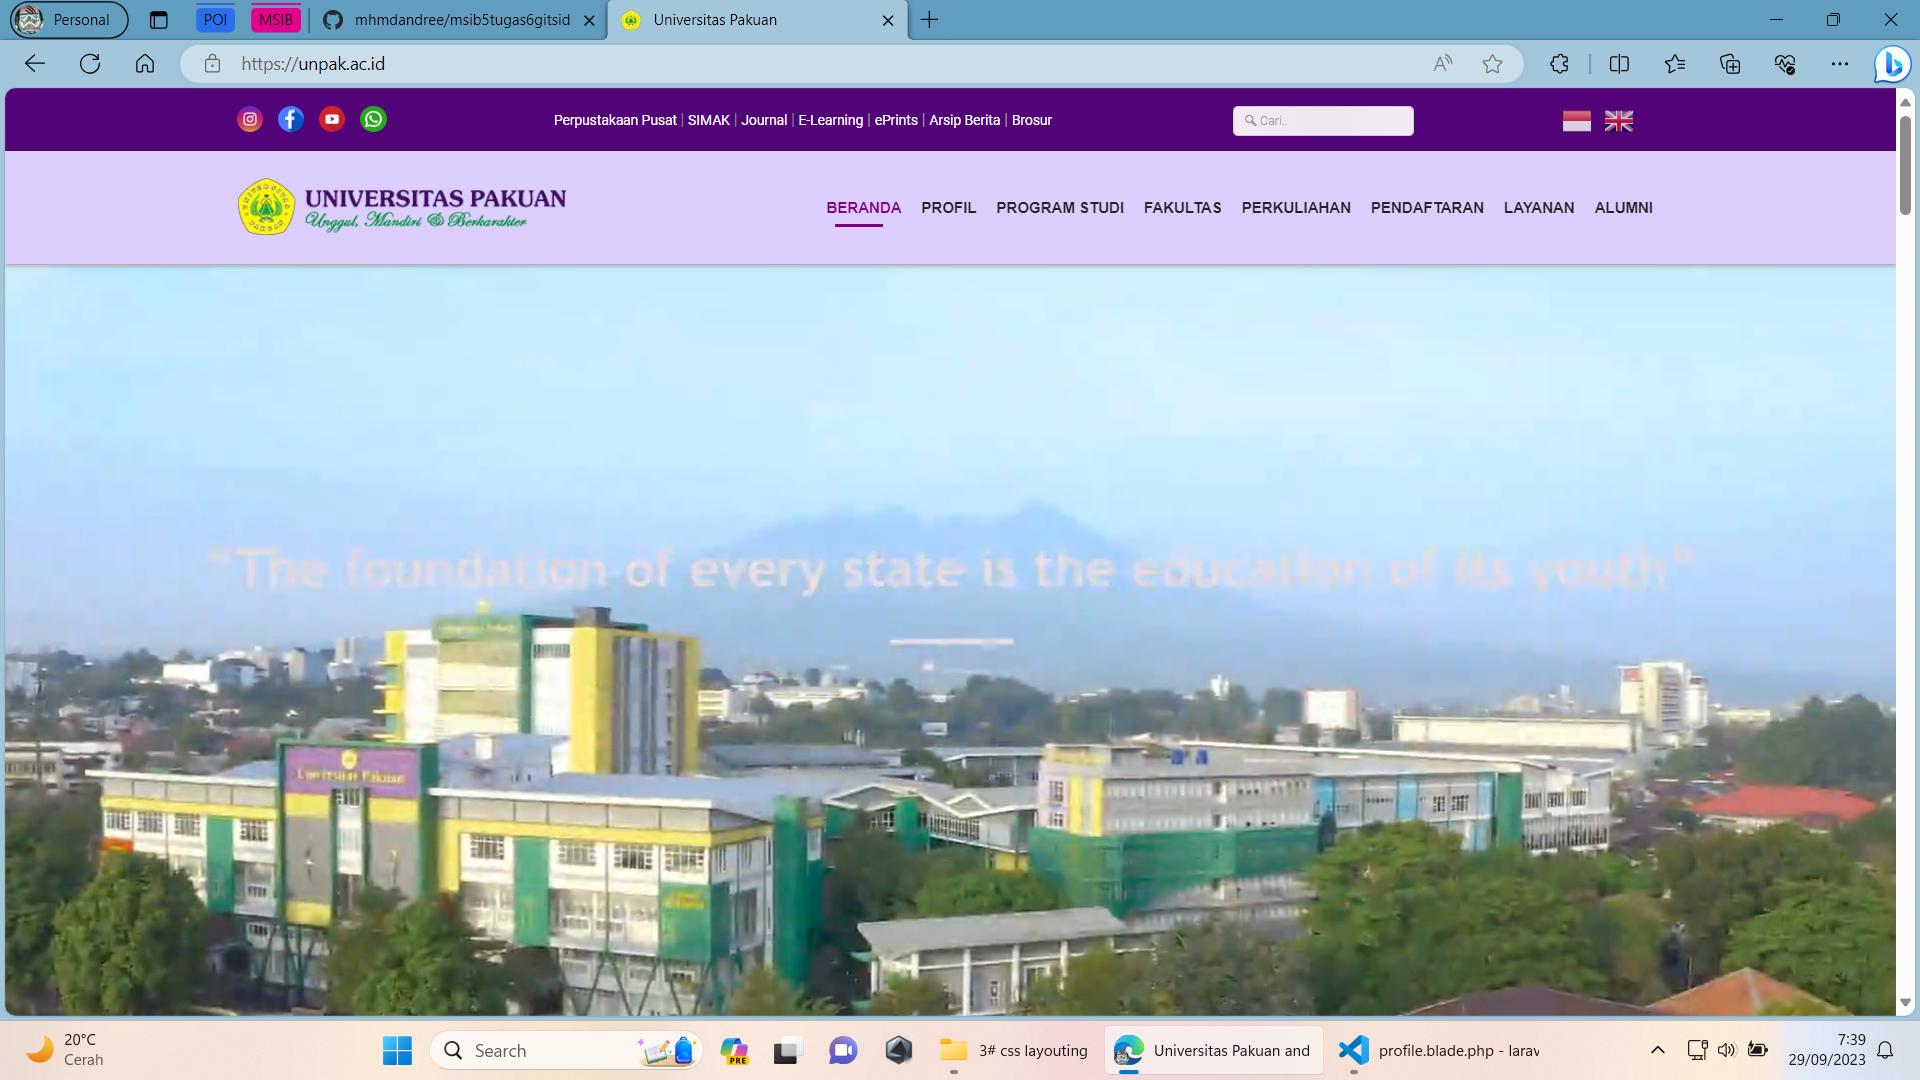 Personal
POI
MSIB
mhmdandree/msib5tugas6gitsid
Universitas Pakuan
https://unpak.ac.id
Perpustakaan Pusat | SIMAK | Journal | E-Learning | ePrints | Arsip Berita | Brosur
Cari..
UNIVERSITAS PAKUAN
Unggul, Mandiri & Berkarakter
BERANDA PROFIL PROGRAM STUDI FAKULTAS PERKULIAHAN PENDAFTARAN LAYANAN ALUMNI
"The foundation of every state is the education of its youth"
Universitas Pakuan
20°C
Cerah
Search
PRE
3# css layouting
Universitas Pakuan and
profile.blade.php - larav
7:39
29/09/2023